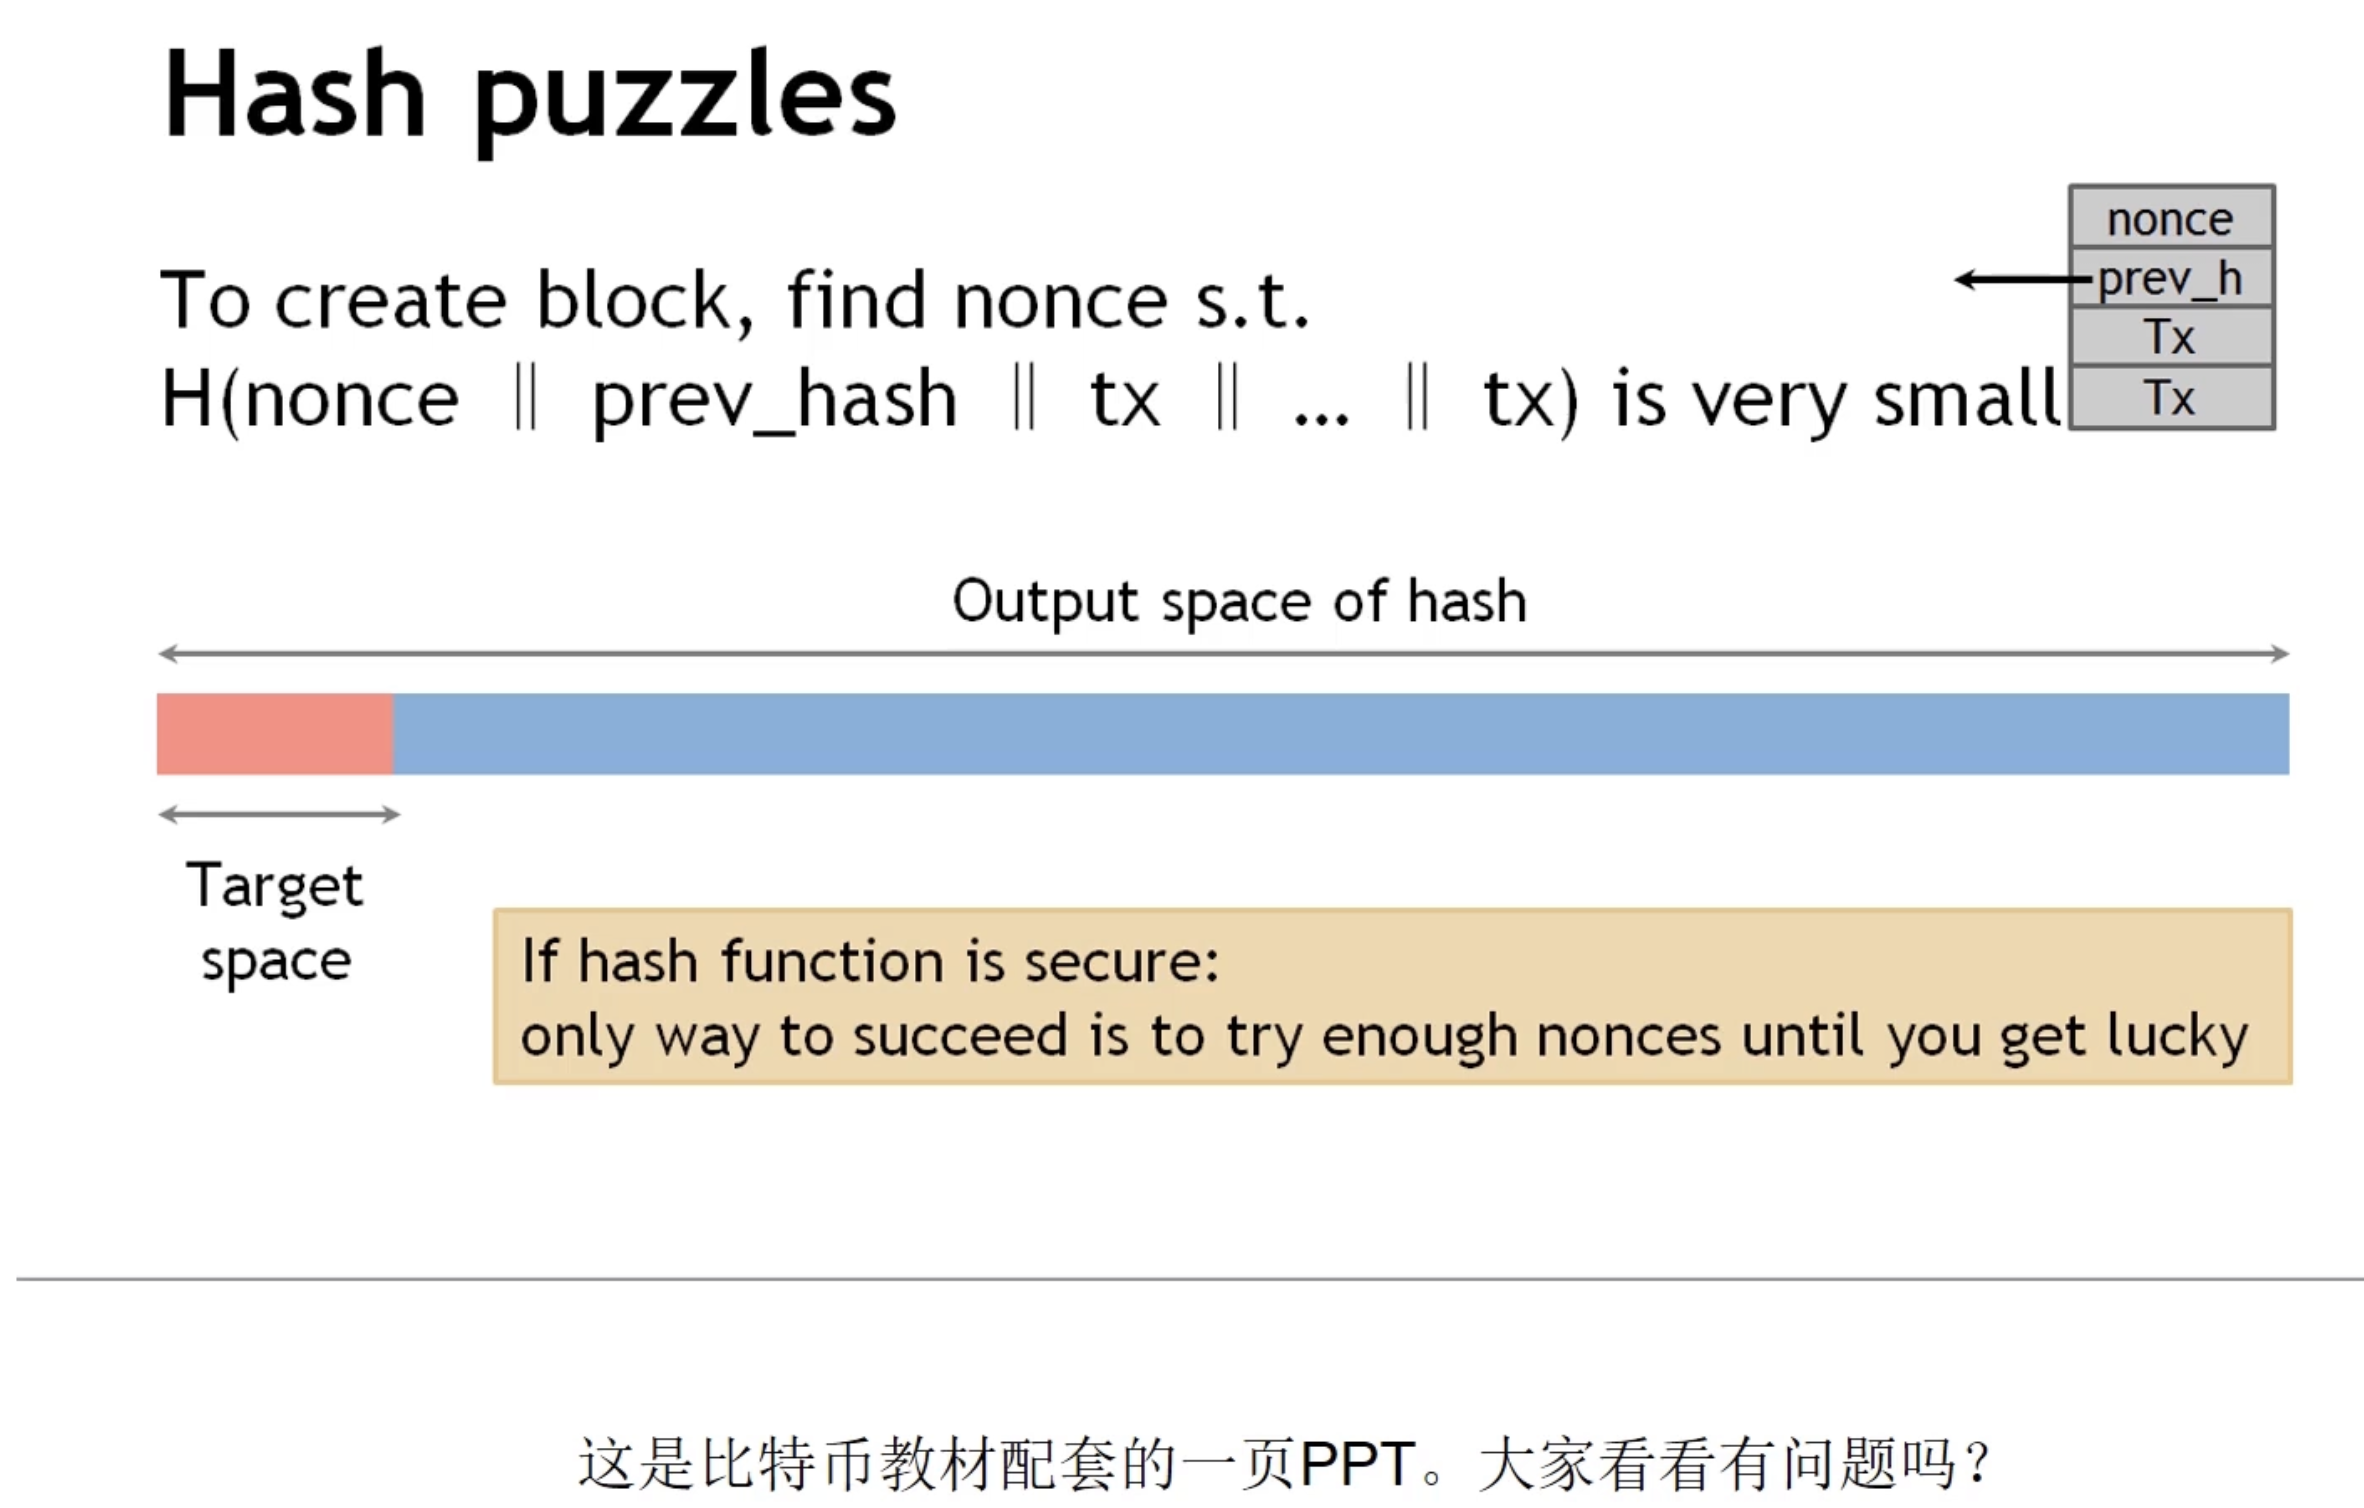 Hash puzzles
To create block, find nonce s.t.
H(nonce || prev_hash || tx || ... || tx) is very small
nonce
prev_h
Tx
Tx
Output space of hash
Target
space
If hash function is secure:
only way to succeed is to try enough nonces until you get lucky
这是比特币教材配套的一页PPT。大家看看有问题吗？